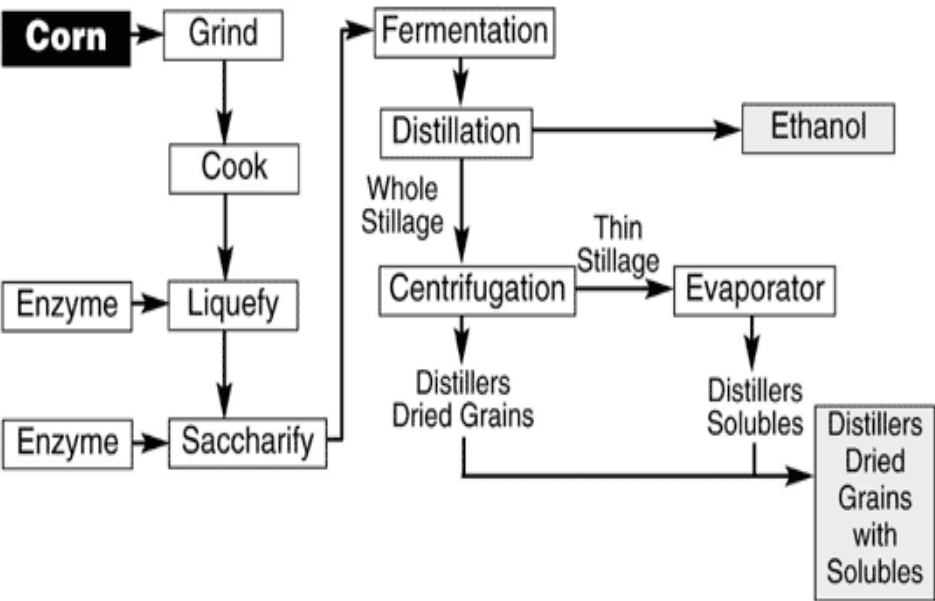 Corn
Grind
Cook
Enzyme
Liquefy
Enzyme
Saccharify
Fermentation
Distillation
Ethanol
Whole
Stillage
Centrifugation
Thin
Stillage
Evaporator
Distillers
Dried Grains
Distillers
Solubles
Distillers
Dried
Grains
with
Solubles